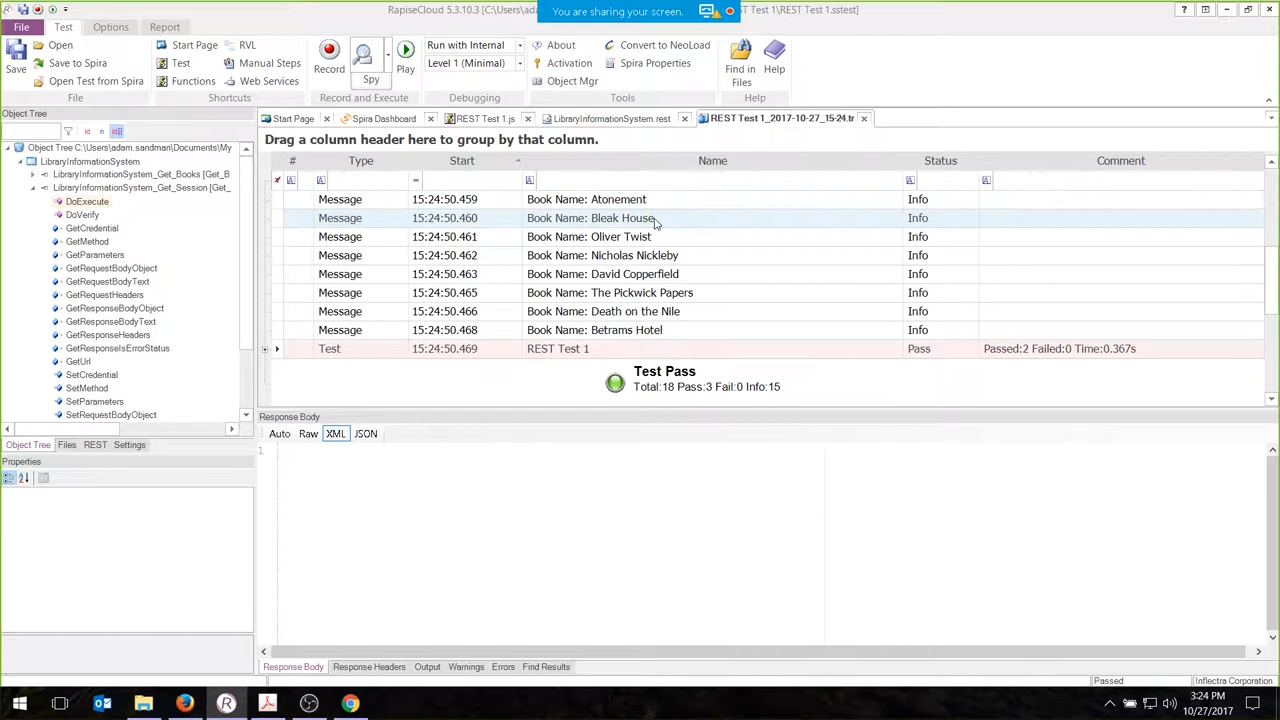 RapiseCloud 5.3.10.3 [C:\Users\ad
You are sharing your screen.
\REST Test 1\REST Test 1.sstest]
File
Test
Options
Report
Save
Open
Save to Spira
Open Test from Spira
File
Start Page
RVL
Test
Manual Steps
Functions
Web Services
Shortcuts
Record
Spy
Play
Record and Execute
Run with Internal
Level 1 (Minimal)
Debugging
About
Convert to NeoLoad
Activation
Spira Properties
Object Mgr
Tools
Find in
Files
Help
Help
Object Tree
Start Page
Spira Dashboard
REST Test 1.js
LibraryInformationSystem.rest
REST Test 1_2017-10-27_15-24.tr
Object Tree C:\Users\adam.sandman\Documents\My
LibraryInformationSystem
LibraryInformationSystem_Get_Books [Get_B
LibraryInformationSystem_Get_Session [Get_
DoExecute
DoVerify
GetCredential
GetMethod
GetParameters
GetRequestBodyObject
GetRequestBodyText
GetRequestHeaders
GetResponseBodyObject
GetResponseBodyText
GetResponseHeaders
GetResponseIsErrorStatus
GetUrl
SetCredential
SetMethod
SetParameters
SetRequestBodyObject
Object Tree
Files
REST
Settings
Properties
Drag a column header here to group by that column.
# Type Start Name Status Comment
=
Message 15:24:50.459 Book Name: Atonement Info
Message 15:24:50.460 Book Name: Bleak House Info
Message 15:24:50.461 Book Name: Oliver Twist Info
Message 15:24:50.462 Book Name: Nicholas Nickleby Info
Message 15:24:50.463 Book Name: David Copperfield Info
Message 15:24:50.465 Book Name: The Pickwick Papers Info
Message 15:24:50.466 Book Name: Death on the Nile Info
Message 15:24:50.468 Book Name: Betrams Hotel Info
Test 15:24:50.469 REST Test 1 Pass Passed:2 Failed:0 Time:0.367s
Test Pass
Total:18 Pass:3 Fail:0 Info:15
Response Body
Auto
Raw
XML
JSON
1
Response Body
Response Headers
Output
Warnings
Errors
Find Results
Passed
Inflectra Corporation
3:24 PM
10/27/2017